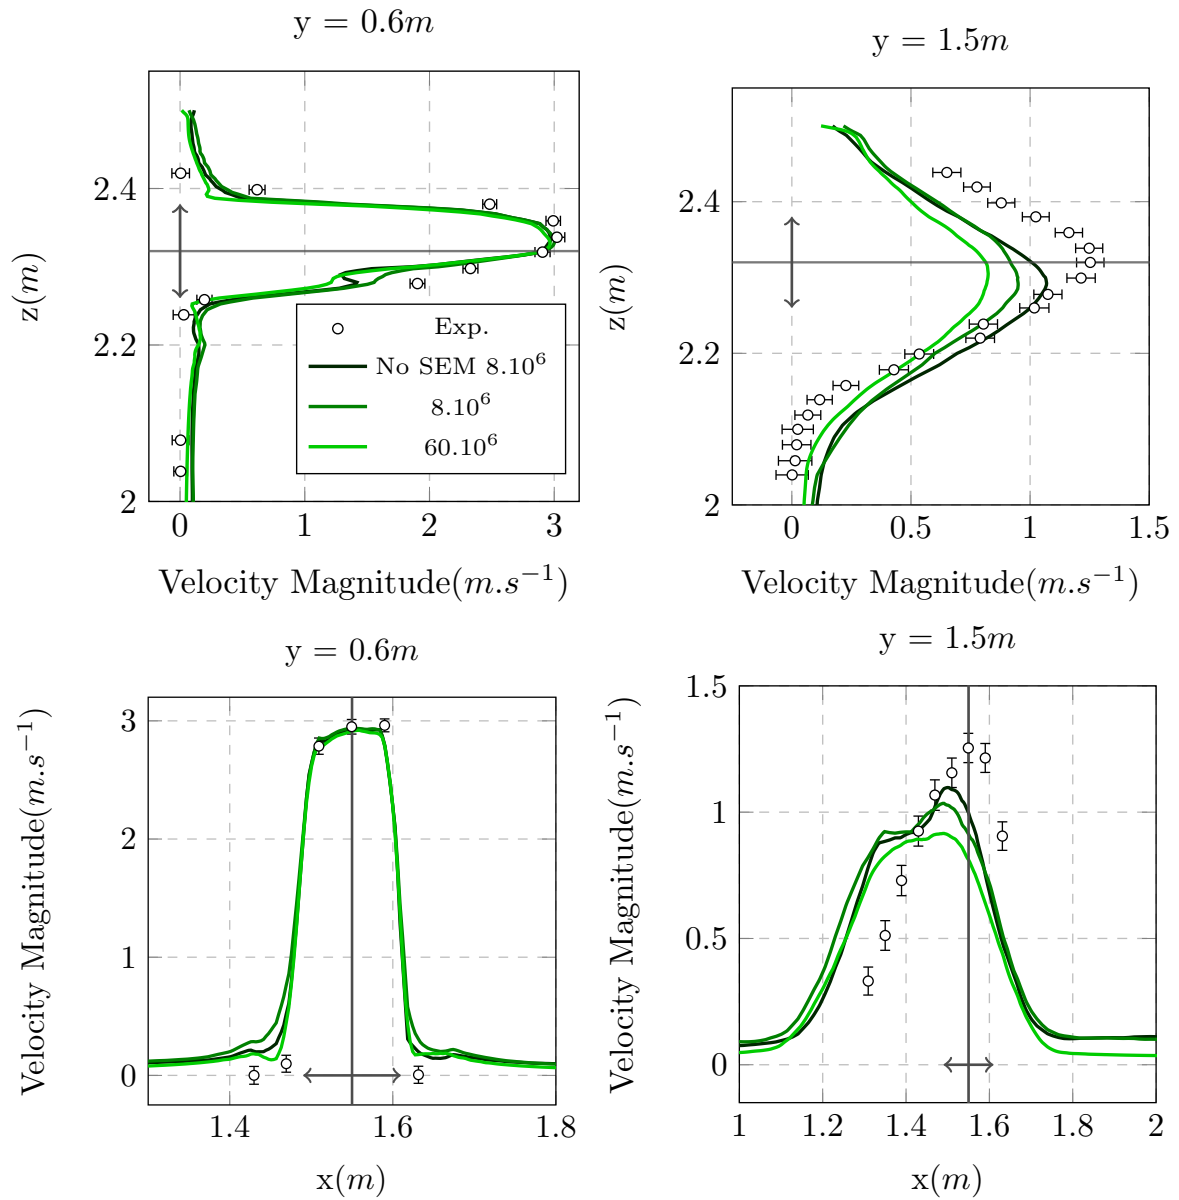 y = 0.6m
y = 1.5m
z(m)
2.4
2.2
2
0 1 2 3
Velocity Magnitude(m.s⁻¹)
Exp.
No SEM 8.10⁶
8.10⁶
60.10⁶
z(m)
2.4
2.2
2
0 0.5 1 1.5
Velocity Magnitude(m.s⁻¹)
y = 0.6m
y = 1.5m
Velocity Magnitude(m.s⁻¹)
3
2
1
0
1.4 1.6 1.8
x(m)
Velocity Magnitude(m.s⁻¹)
1.5
1
0.5
0
1 1.2 1.4 1.6 1.8 2
x(m)